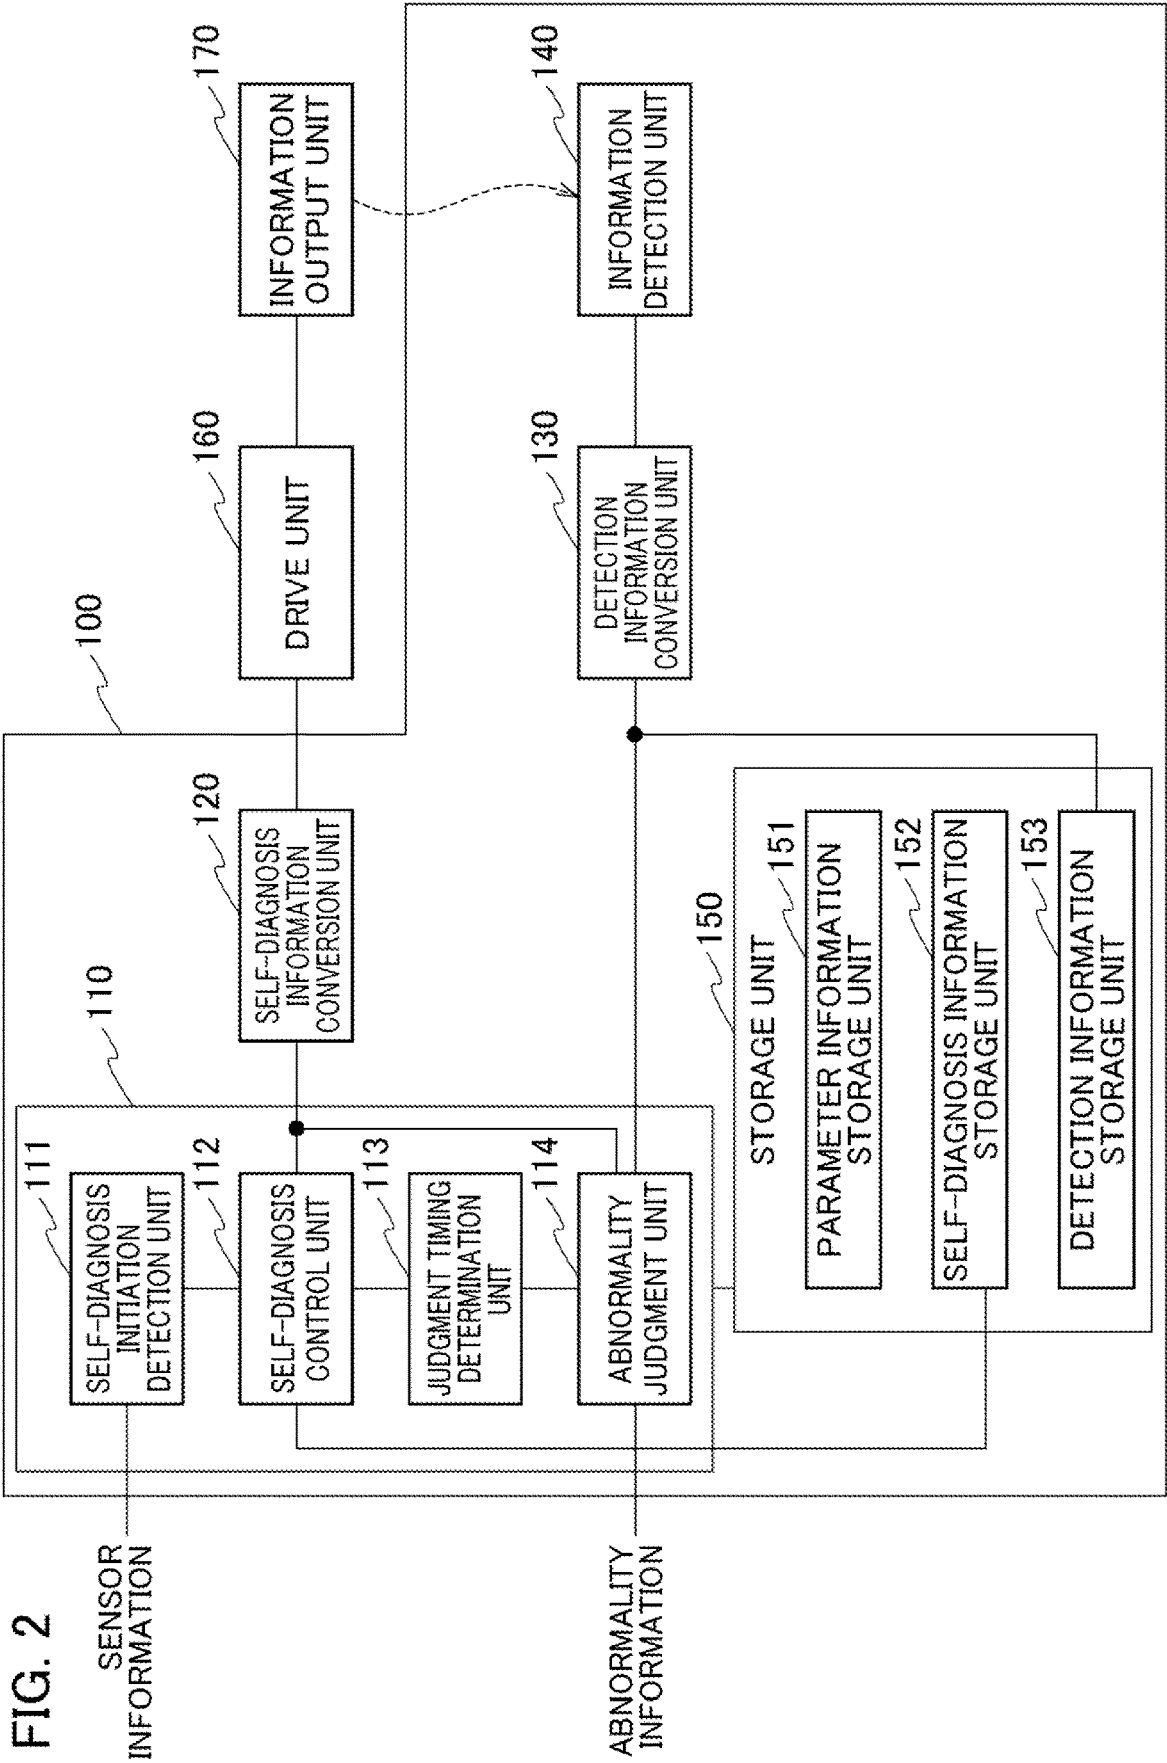 FIG. 2
100
110
111
SELF-DIAGNOSIS
INITIATION
DETECTION UNIT
SENSOR
INFORMATION
112
SELF-DIAGNOSIS
CONTROL UNIT
120
SELF-DIAGNOSIS
INFORMATION
CONVERSION UNIT
160
DRIVE UNIT
170
INFORMATION
OUTPUT UNIT
113
JUDGMENT TIMING
DETERMINATION
UNIT
114
ABNORMALITY
JUDGMENT UNIT
ABNORMALITY
INFORMATION
130
DETECTION
INFORMATION
CONVERSION UNIT
140
INFORMATION
DETECTION UNIT
150
STORAGE UNIT
151
PARAMETER INFORMATION
STORAGE UNIT
152
SELF-DIAGNOSIS INFORMATION
STORAGE UNIT
153
DETECTION INFORMATION
STORAGE UNIT